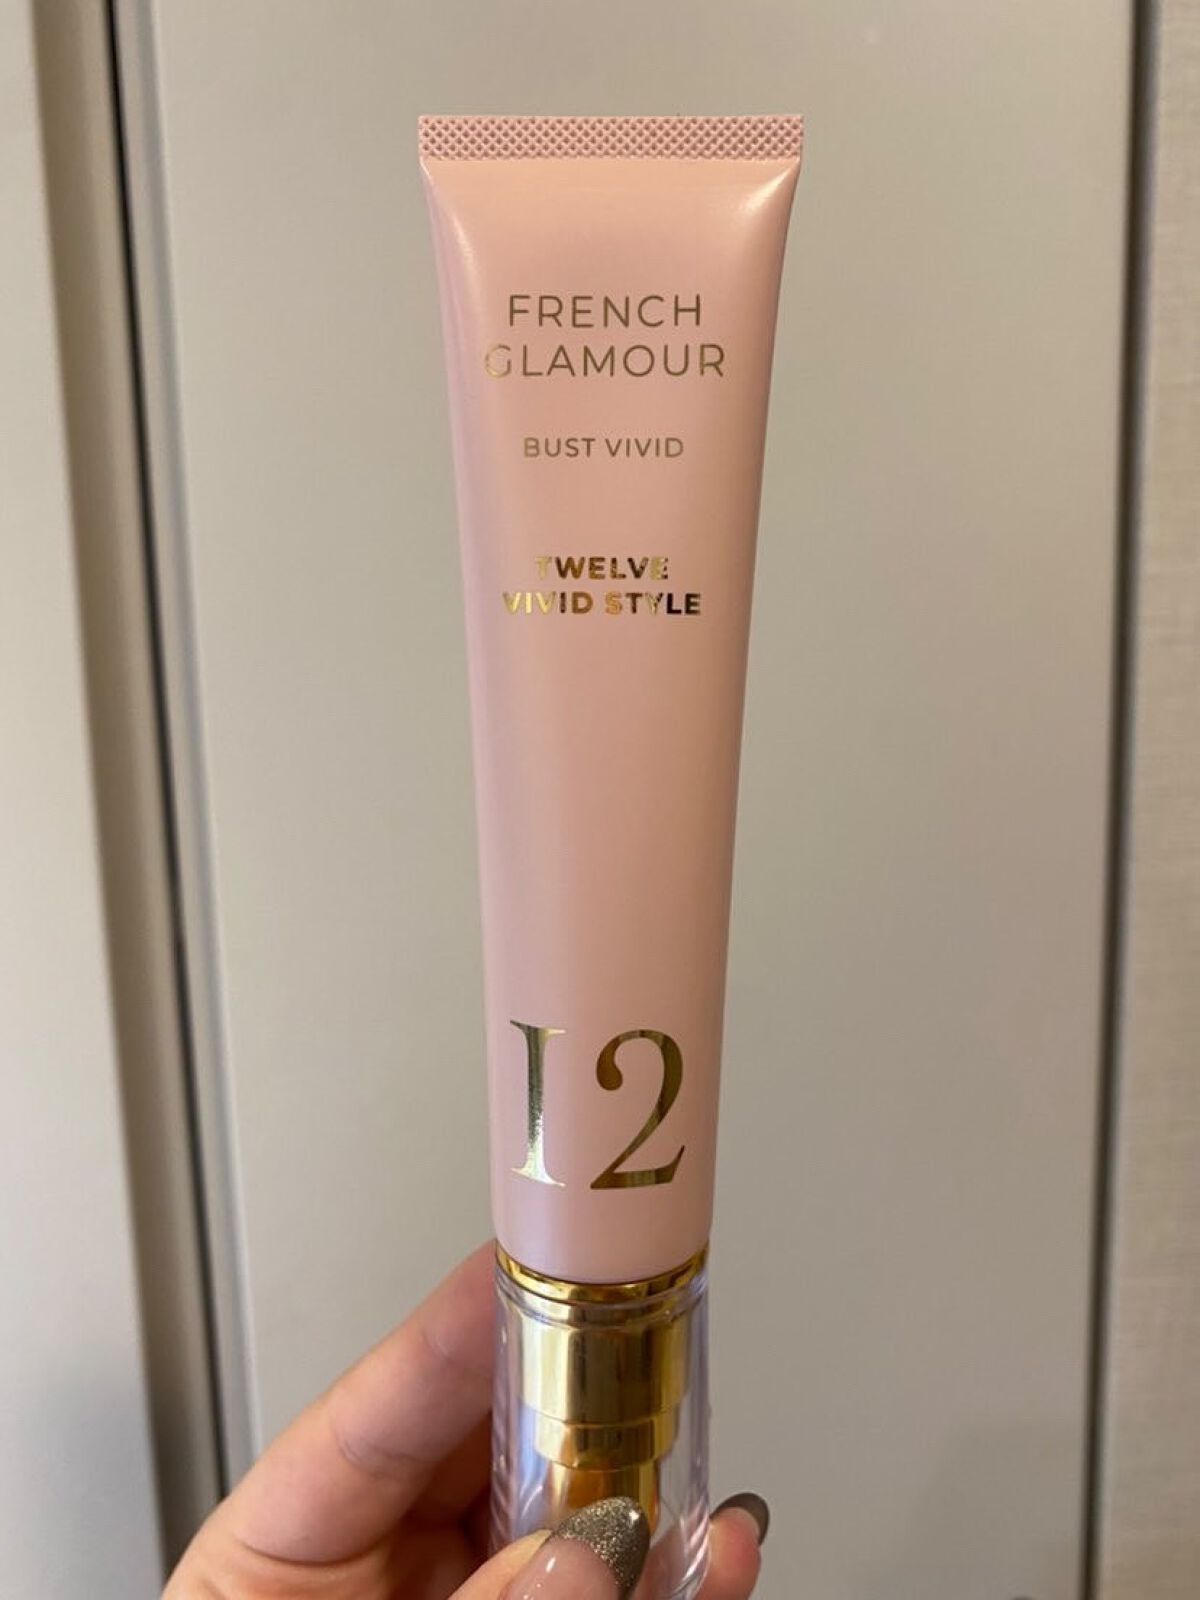 FRENCH
GLAMOUR
BUST VIVID
TWELVE
VIVID STYLE
12